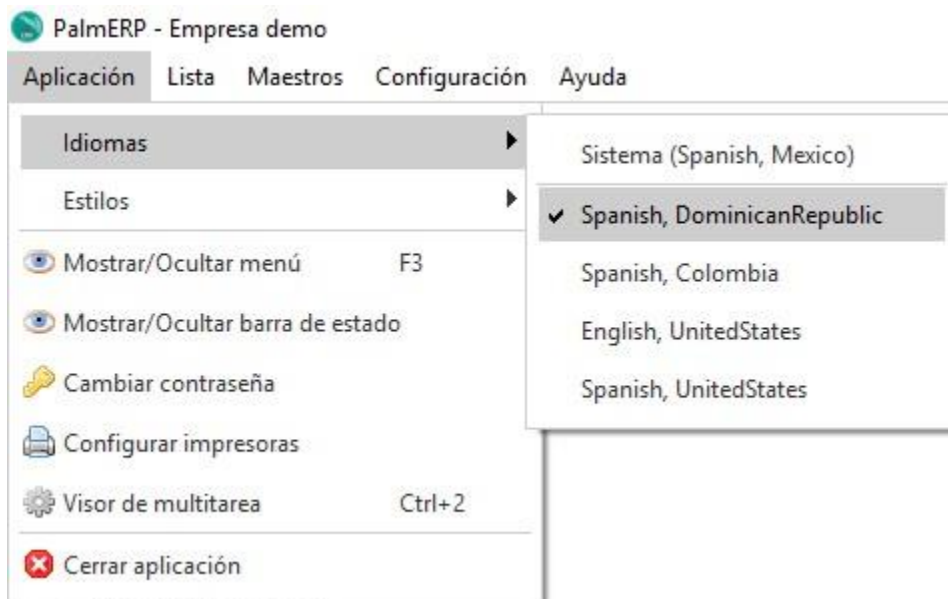 PalmERP - Empresa demo
Aplicación Lista Maestros Configuración Ayuda
Idiomas
Sistema (Spanish, Mexico)
Estilos
Spanish, DominicanRepublic
Mostrar/Ocultar menú F3
Spanish, Colombia
Mostrar/Ocultar barra de estado
English, UnitedStates
Cambiar contraseña
Spanish, UnitedStates
Configurar impresoras
Visor de multitarea Ctrl+2
Cerrar aplicación